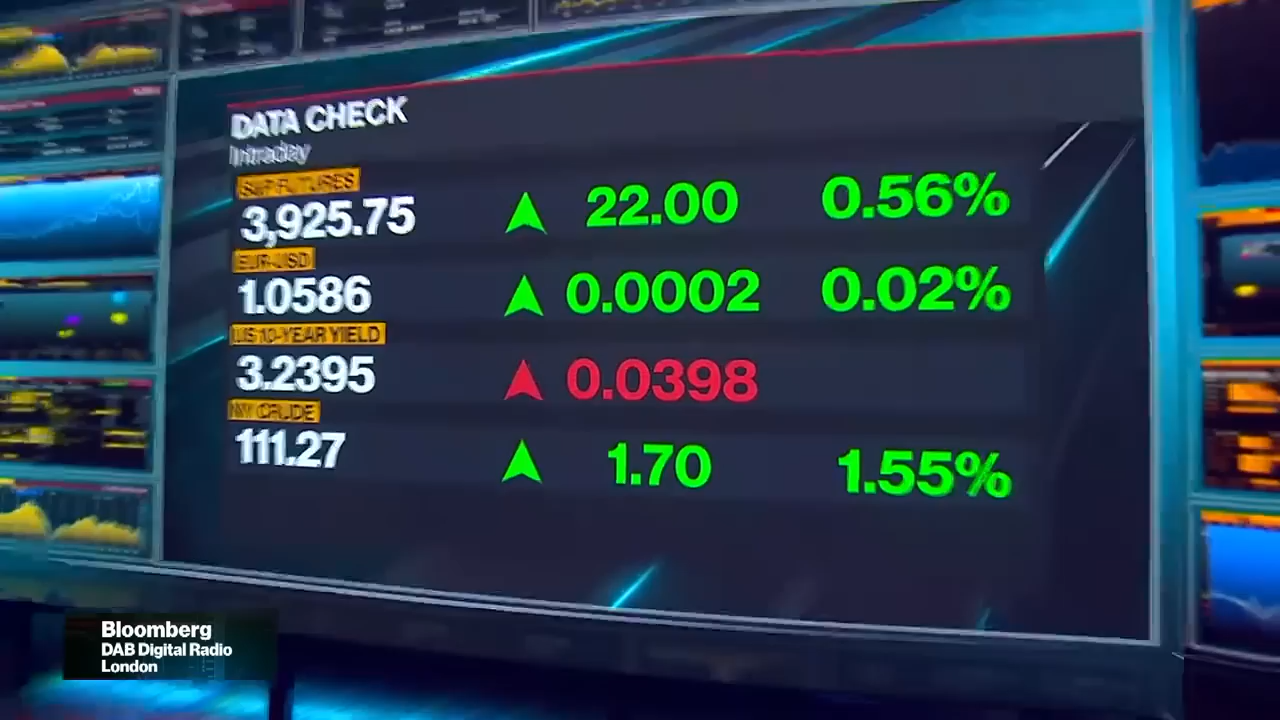 DATA CHECK
Intraday
S&P FUTURES
3,925.75 22.00 0.56%
EUR-USD
1.0586 0.0002 0.02%
US 10-YEAR YIELD
3.2395 0.0398
NY CRUDE
111.27 1.70 1.55%
Bloomberg
DAB Digital Radio
London